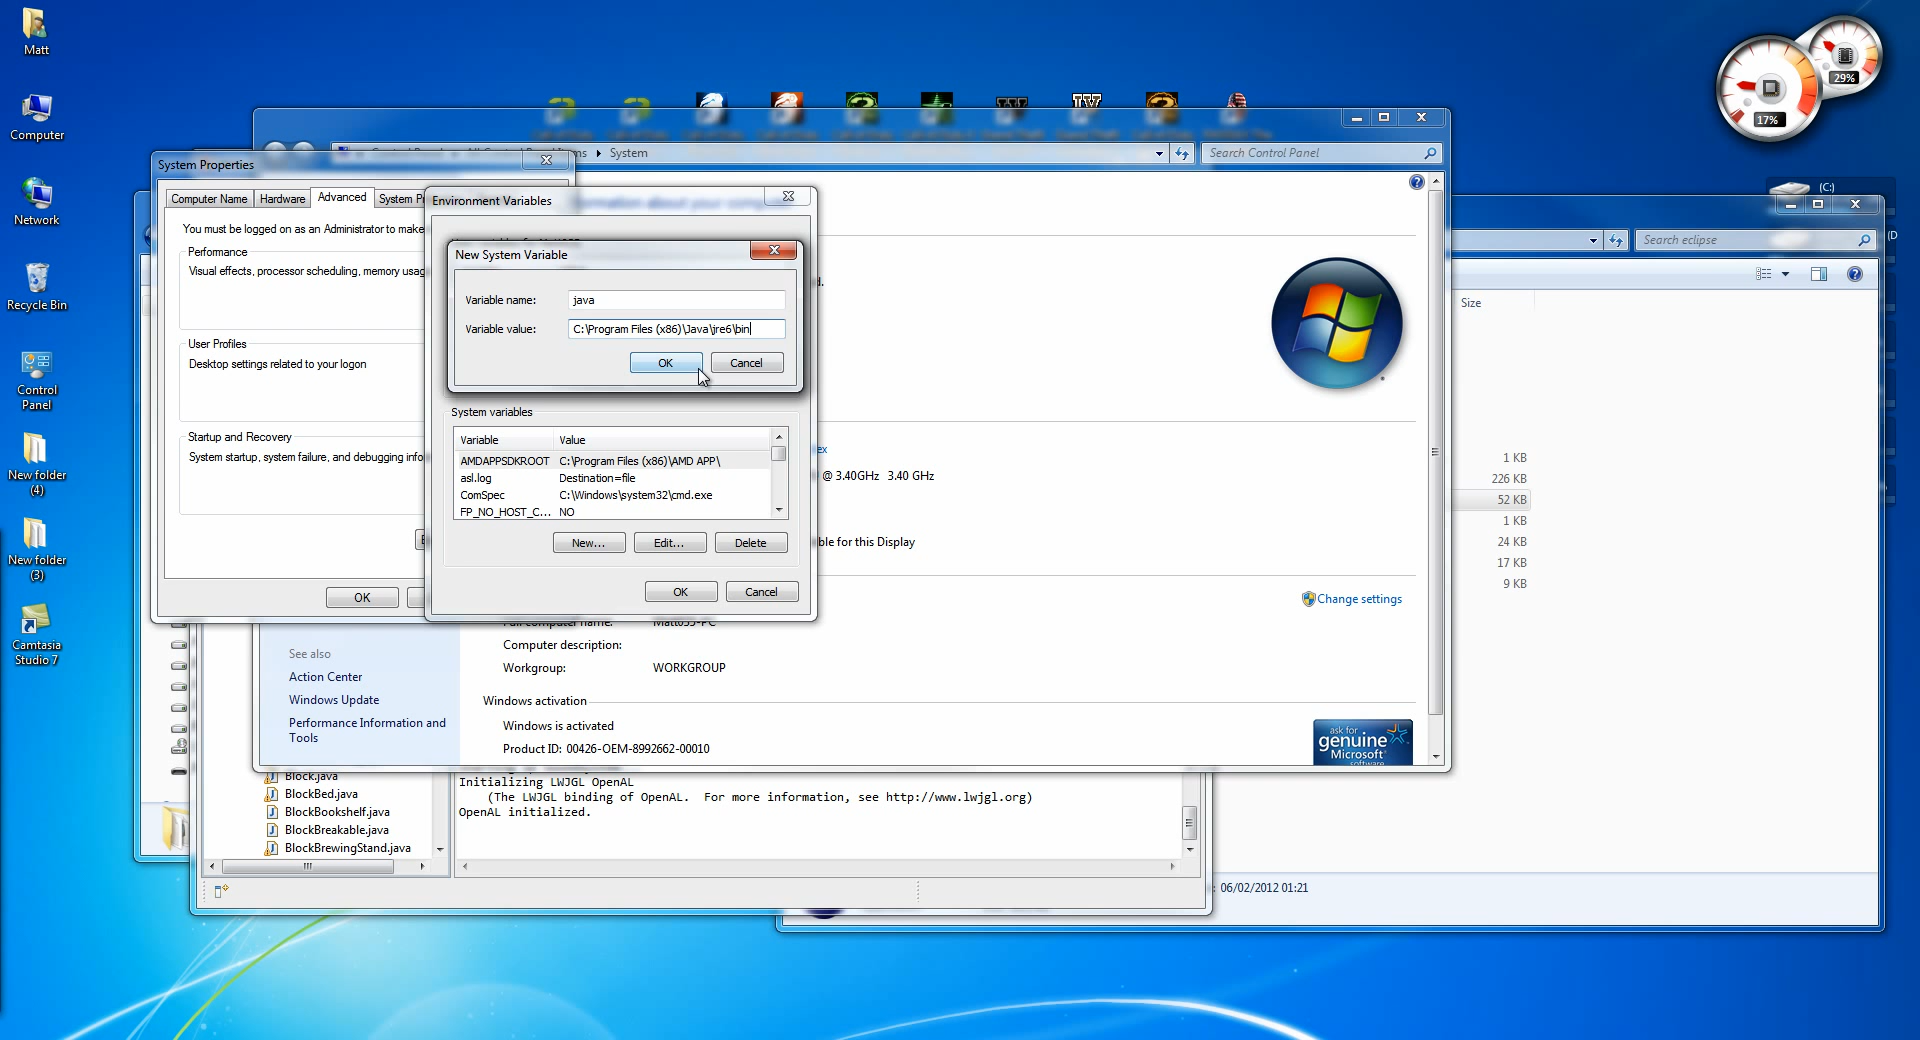 Matt
Computer
Network
Recycle Bin
Control
Panel
New folder
(4)
New folder
(3)
Camtasia
Studio 7
29%
17%
(C:)
System
Search Control Panel
System Properties
Computer Name
Hardware
Advanced
System P
You must be logged on as an Administrator to make
Performance
Visual effects, processor scheduling, memory usag
User Profiles
Desktop settings related to your logon
Startup and Recovery
System startup, system failure, and debugging info
OK
Environment Variables
New System Variable
Variable name:
java
Variable value:
C:\Program Files (x86)\Java\jre6\bin
OK
Cancel
System variables
Variable
Value
AMDAPPSDKROOT
C:\Program Files (x86)\AMD APP\
asl.log
Destination=file
ComSpec
C:\Windows\system32\cmd.exe
FP_NO_HOST_C...
NO
New...
Edit...
Delete
OK
Cancel
@ 3.40GHz 3.40 GHz
ble for this Display
Change settings
Computer description:
Workgroup:
WORKGROUP
Windows activation
Windows is activated
Product ID: 00426-OEM-8992662-00010
ask for
genuine
Microsoft
software
See also
Action Center
Windows Update
Performance Information and
Tools
Search eclipse
Size
1 KB
226 KB
52 KB
1 KB
24 KB
17 KB
9 KB
Block.java
BlockBed.java
BlockBookshelf.java
BlockBreakable.java
BlockBrewingStand.java
Initializing LWJGL OpenAL
(The LWJGL binding of OpenAL. For more information, see http://www.lwjgl.org)
OpenAL initialized.
06/02/2012 01:21